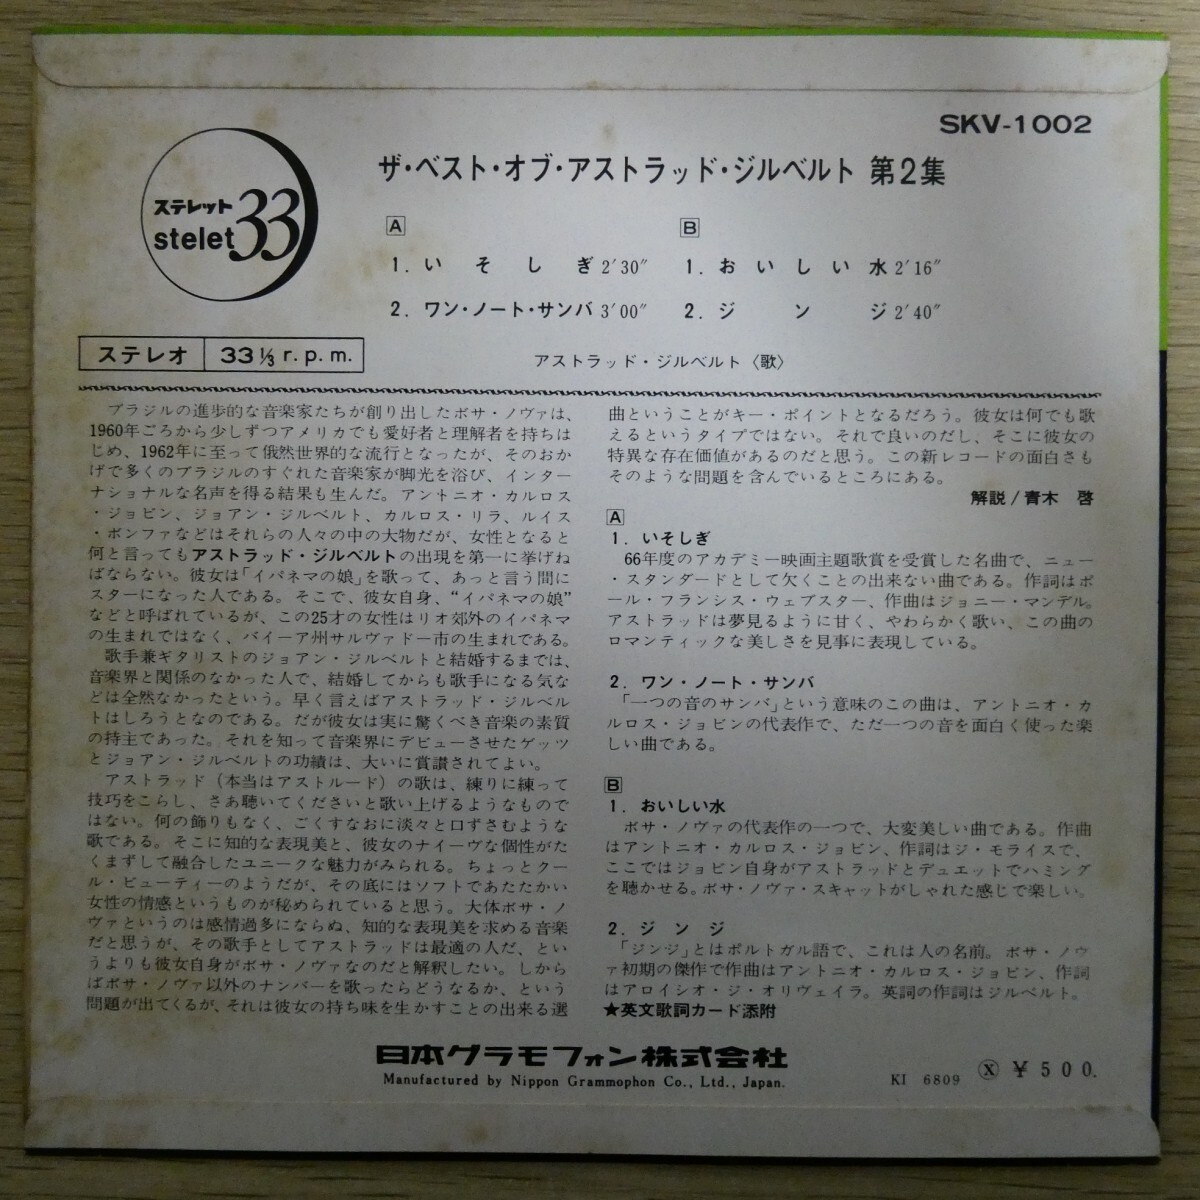 SKV-1002
ステレット
stelet 33
ザ・ベスト・オブ・アストラッド・ジルベルト 第2集
A
1. いそしぎ 2'30"
2. ワン・ノート・サンバ 3'00"
B
1. おいしい水 2'16"
2. ジンジ 2'40"
アストラッド・ジルベルト〈歌〉
ステレオ 33⅓ r.p.m.
ブラジルの進歩的な音楽家たちが創り出したボサ・ノヴァは、
1960年ごろから少しずつアメリカでも愛好者と理解者を持ちは
じめ、1962年に至って俄然世界的な流行となったが、そのおか
げで多くのブラジルのすぐれた音楽家が脚光を浴び、インター
ナショナルな名声を得る結果も生んだ。アントニオ・カルロス
・ジョビン、ジョアン・ジルベルト、カルロス・リラ、ルイス
・ボンファなどはそれらの人々の中の大物だが、女性となると
何と言ってもアストラッド・ジルベルトの出現を第一に挙げね
ばならない。彼女は「イパネマの娘」を歌って、あっと言う間に
スターになった人である。そこで、彼女自身、“イパネマの娘”
などと呼ばれているが、この25才の女性はリオ郊外のイパネマ
の生まれではなく、バイーア州サルヴァドー市の生まれである。
歌手兼ギタリストのジョアン・ジルベルトと結婚するまでは、
音楽界と関係のなかった人で、結婚してからも歌手になる気な
どは全然なかったという。早く言えばアストラッド・ジルベル
トはしろうとなのである。だが彼女は実に驚くべき音楽の素質
の持主であった。それを知って音楽界にデビューさせたゲッツ
とジョアン・ジルベルトの功績は、大いに賞讃されてよい。
アストラッド（本当はアストルード）の歌は、練りに練って
技巧をこらし、さあ聴いてくださいと歌い上げるようなもので
はない。何の飾りもなく、ごくすなおに淡々と口ずさむような
歌である。そこに知的な表現美と、彼女のナイーヴな個性がた
くまずして融合したユニークな魅力がみられる。ちょっとクー
ル・ビューティーのようだが、その底にはソフトであたたかい
女性の情感というものが秘められていると思う。大体ボサ・ノ
ヴァというのは感情過多にならぬ、知的な表現美を求める音楽
だと思うが、その歌手としてアストラッドは最適の人だ、とい
うよりも彼女自身がボサ・ノヴァなのだと解釈したい。しから
ばボサ・ノヴァ以外のナンバーを歌ったらどうなるか、という
問題が出てくるが、それは彼女の持ち味を生かすことの出来る選
曲ということがキー・ポイントとなるだろう。彼女は何でも歌
えるというタイプではない。それで良いのだし、そこに彼女の
特異な存在価値があるのだと思う。この新レコードの面白さも
そのような問題を含んでいるところにある。
解説/青木 啓
A
1. いそしぎ
66年度のアカデミー映画主題歌賞を受賞した名曲で、ニュー
・スタンダードとして欠くことの出来ない曲である。作詞はポ
ール・フランシス・ウェブスター、作曲はジョニー・マンデル。
アストラッドは夢見るように甘く、やわらかく歌い、この曲の
ロマンティックな美しさを見事に表現している。
2. ワン・ノート・サンバ
「一つの音のサンバ」という意味のこの曲は、アントニオ・カ
ルロス・ジョビンの代表作で、ただ一つの音を面白く使った楽
しい曲である。
B
1. おいしい水
ボサ・ノヴァの代表作の一つで、大変美しい曲である。作曲
はアントニオ・カルロス・ジョビン、作詞はジ・モライスで、
ここではジョビン自身がアストラッドとデュエットでハミング
を聴かせる。ボサ・ノヴァ・スキャットがしゃれた感じで楽しい。
2. ジンジ
「ジンジ」とはポルトガル語で、これは人の名前。ボサ・ノヴ
ァ初期の傑作で作曲はアントニオ・カルロス・ジョビン、作詞
はアロイシオ・ジ・オリヴェイラ。英詞の作詞はジルベルト。
★英文歌詞カード添附
日本グラモフォン株式会社
Manufactured by Nippon Grammophon Co., Ltd., Japan.
KI 6809 Ⓧ ¥500.